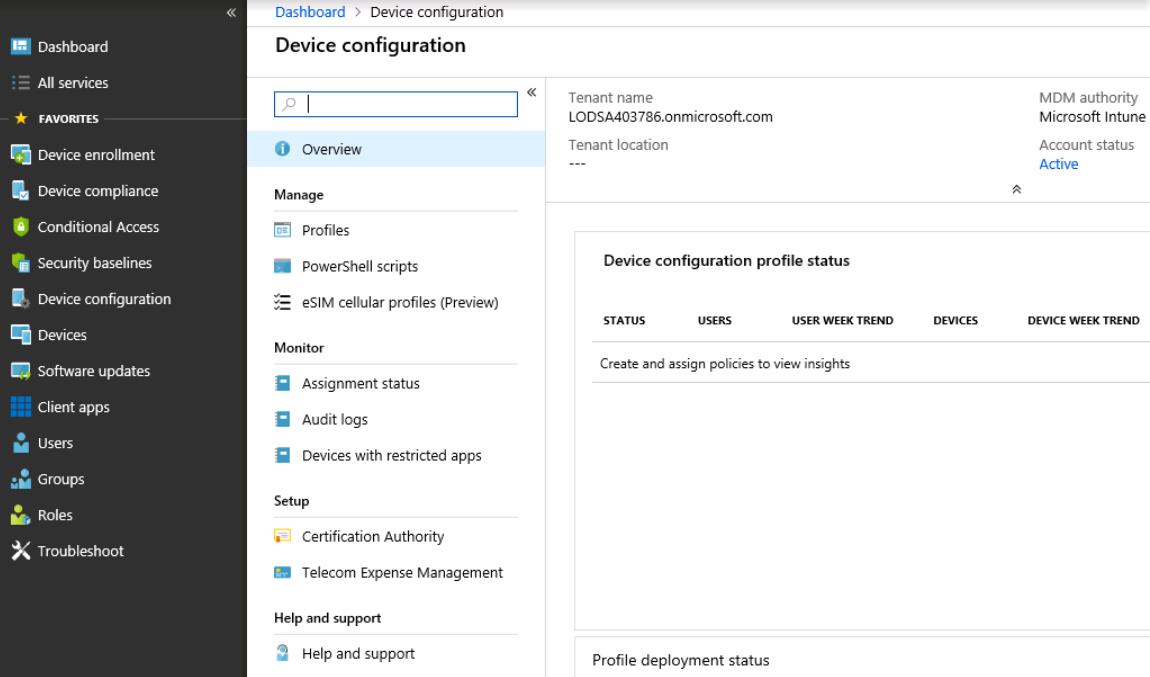 Dashboard > Device configuration
Device configuration
«
Dashboard
All services
FAVORITES
Device enrollment
Device compliance
Conditional Access
Security baselines
Device configuration
Devices
Software updates
Client apps
Users
Groups
Roles
Troubleshoot
«
Overview
Manage
Profiles
PowerShell scripts
eSIM cellular profiles (Preview)
Monitor
Assignment status
Audit logs
Devices with restricted apps
Setup
Certification Authority
Telecom Expense Management
Help and support
Help and support
Tenant name
LODSA403786.onmicrosoft.com
Tenant location
---
MDM authority
Microsoft Intune
Account status
Active
Device configuration profile status
STATUS USERS USER WEEK TREND DEVICES DEVICE WEEK TREND
Create and assign policies to view insights
Profile deployment status